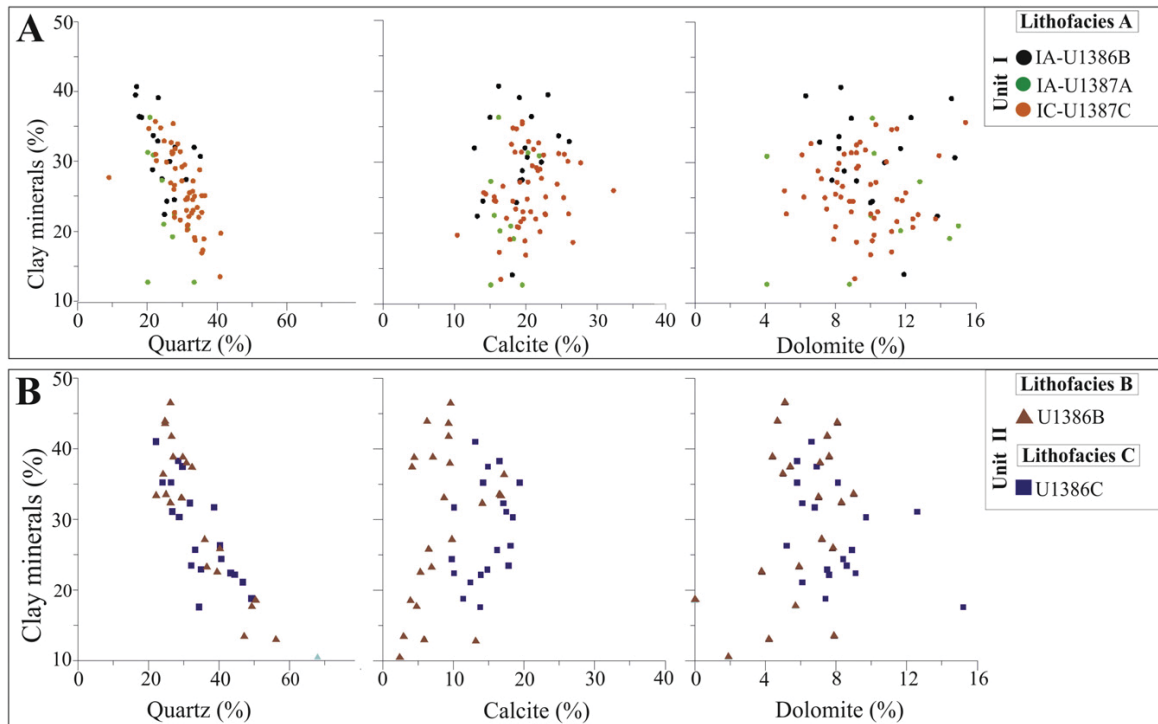 A
Clay minerals (%)
50
40
30
20
10
0 20 40 60
Quartz (%)
0 10 20 30 40
Calcite (%)
0 4 8 12 16
Dolomite (%)
Lithofacies A
Unit I
IA-U1386B
IA-U1387A
IC-U1387C
B
Clay minerals (%)
50
40
30
20
10
0 20 40 60
Quartz (%)
0 10 20 30 40
Calcite (%)
0 4 8 12 16
Dolomite (%)
Lithofacies B
Unit II
U1386B
Lithofacies C
U1386C